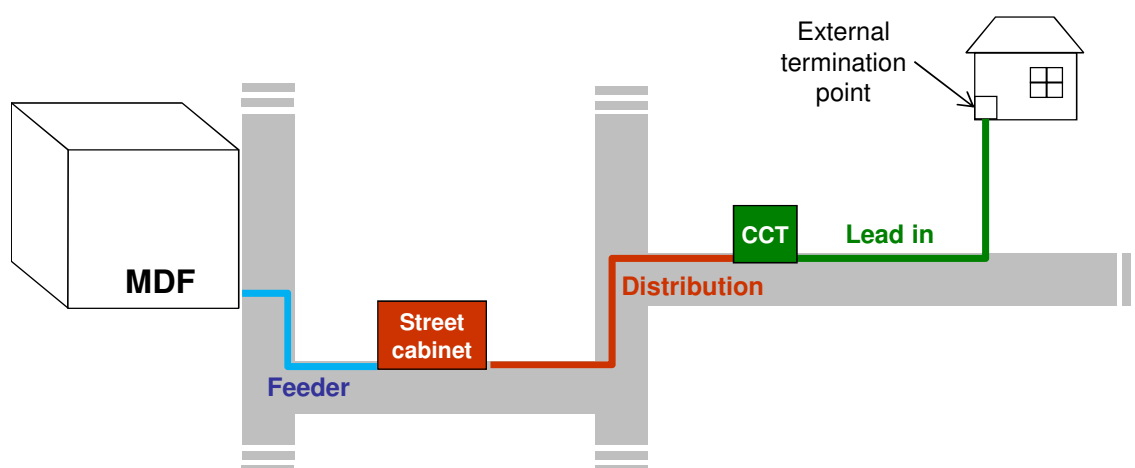 External
termination
point
CCT
Lead in
MDF
Distribution
Street
cabinet
Feeder